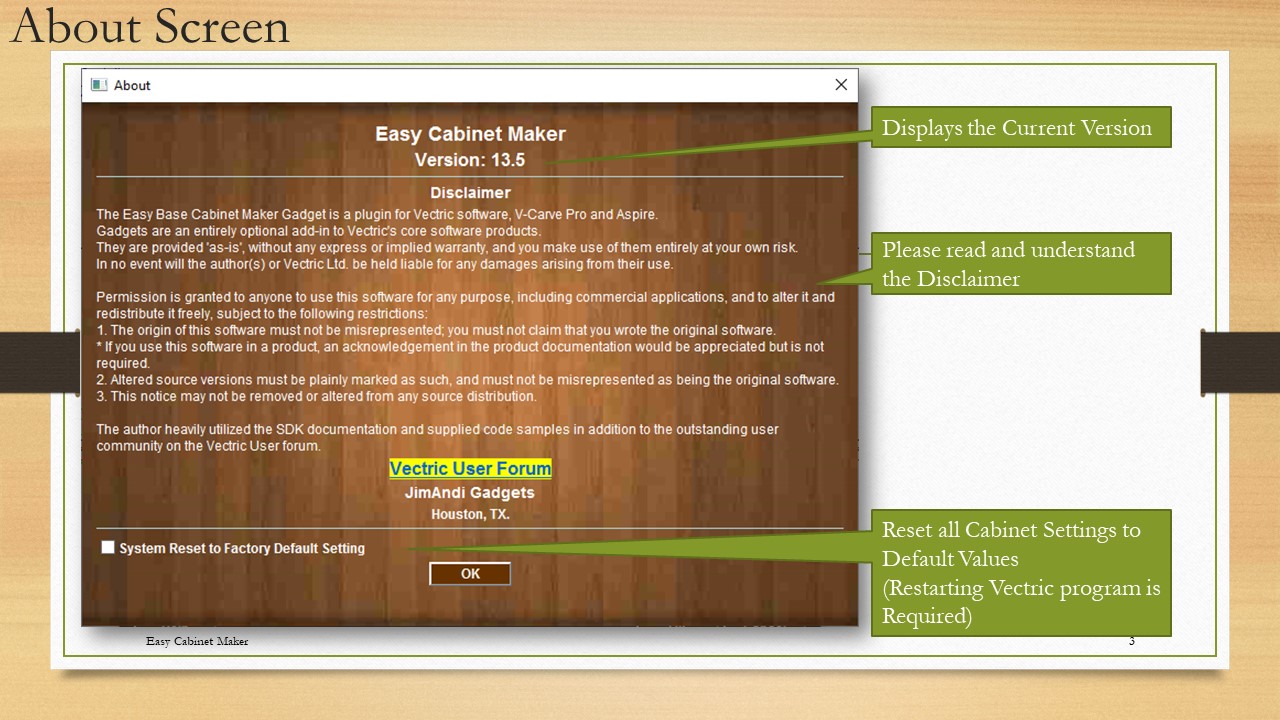 About Screen
About
Easy Cabinet Maker
Version: 13.5
Disclaimer
The Easy Base Cabinet Maker Gadget is a plugin for Vectric software, V-Carve Pro and Aspire.
Gadgets are an entirely optional add-in to Vectric's core software products.
They are provided 'as-is', without any express or implied warranty, and you make use of them entirely at your own risk.
In no event will the author(s) or Vectric Ltd. be held liable for any damages arising from their use.
Permission is granted to anyone to use this software for any purpose, including commercial applications, and to alter it and
redistribute it freely, subject to the following restrictions:
1. The origin of this software must not be misrepresented; you must not claim that you wrote the original software.
* If you use this software in a product, an acknowledgement in the product documentation would be appreciated but is not
required.
2. Altered source versions must be plainly marked as such, and must not be misrepresented as being the original software.
3. This notice may not be removed or altered from any source distribution.
The author heavily utilized the SDK documentation and supplied code samples in addition to the outstanding user
community on the Vectric User forum.
Vectric User Forum
JimAndi Gadgets
Houston, TX.
System Reset to Factory Default Setting
OK
Displays the Current Version
Please read and understand
the Disclaimer
Reset all Cabinet Settings to
Default Values
(Restarting Vectric program is
Required)
Easy Cabinet Maker
3